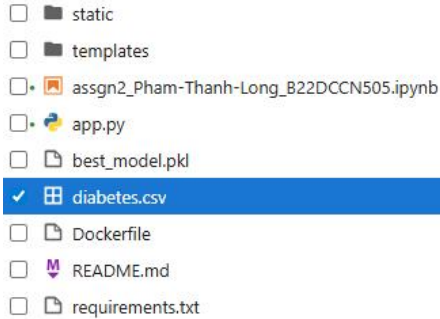 static
templates
assgn2_Pham-Thanh-Long_B22DCCN505.ipynb
app.py
best_model.pkl
diabetes.csv
Dockerfile
README.md
requirements.txt